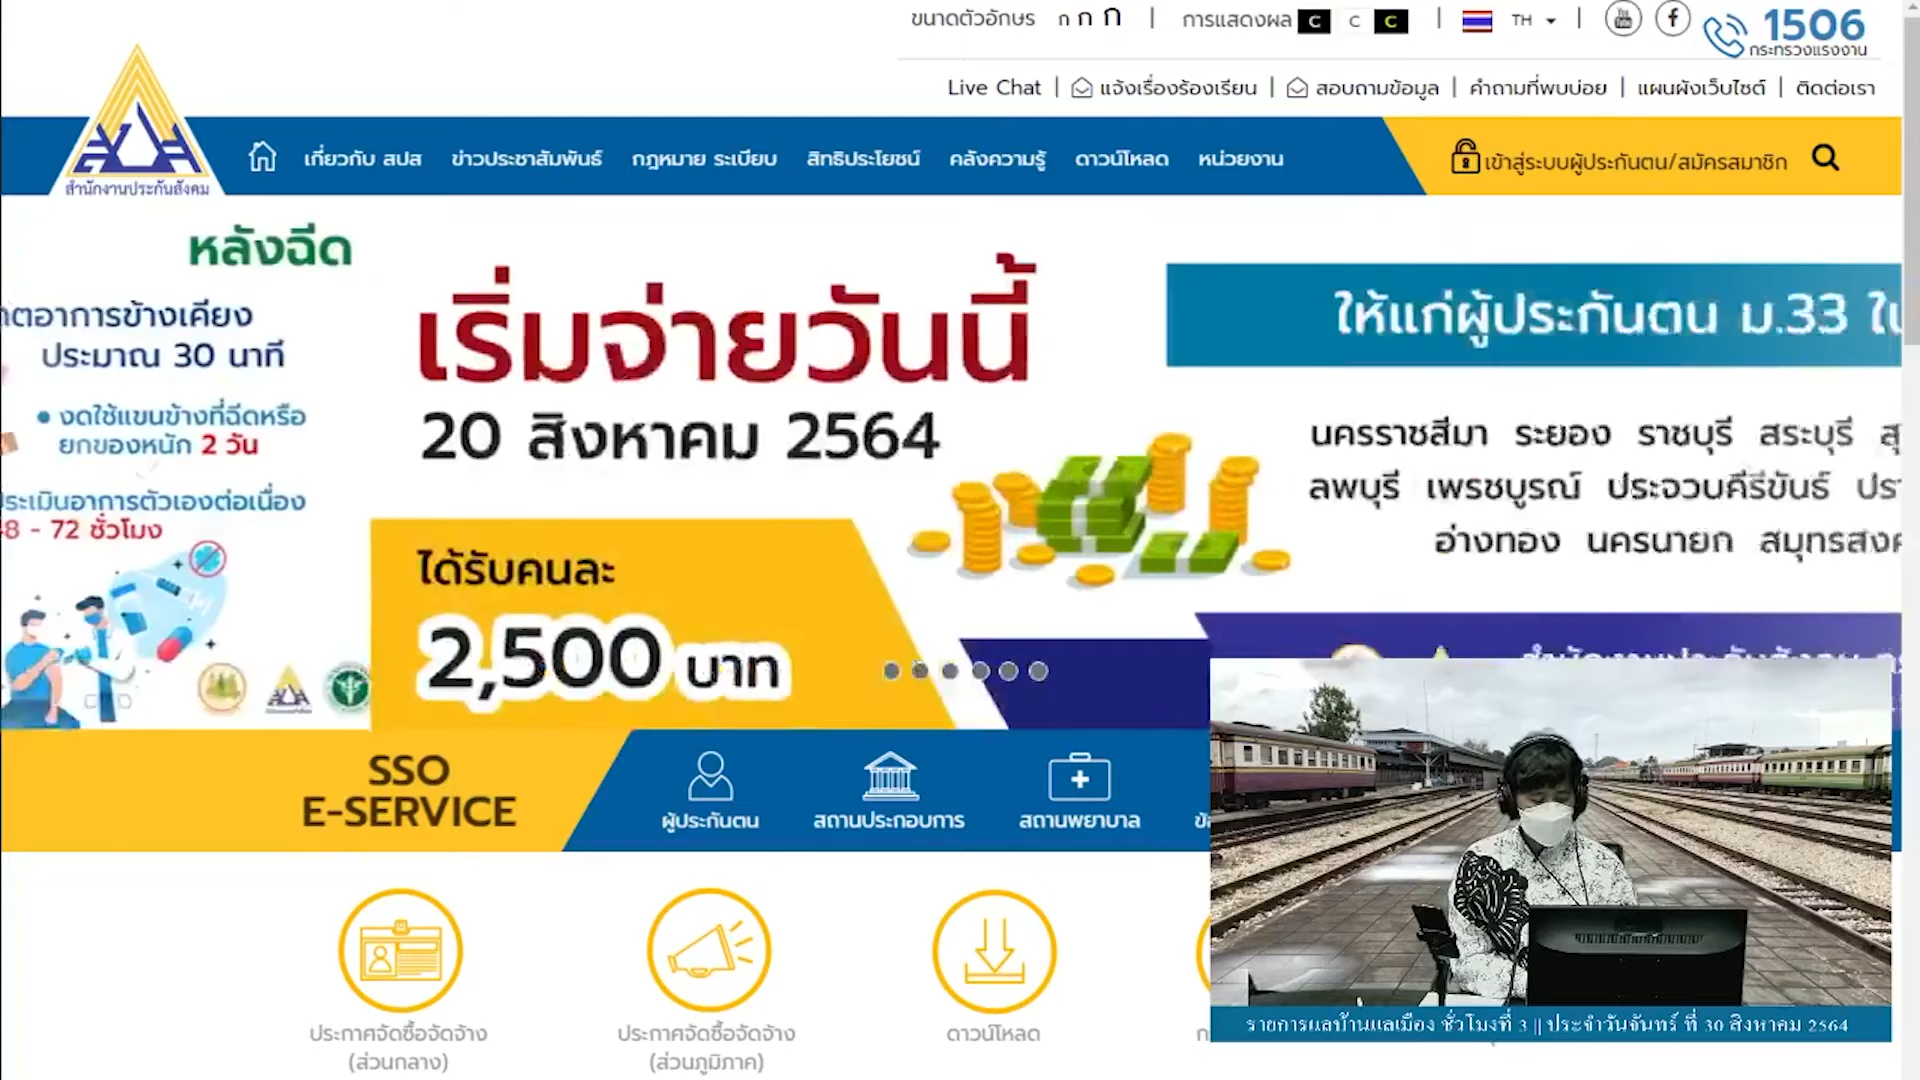 ขนาดตัวอักษร ก ก ก | การแสดงผล C C C | TH | You Tube f 1506
กระทรวงแรงงาน
Live Chat | แจ้งเรื่องร้องเรียน | สอบถามข้อมูล | คำถามที่พบบ่อย | แผนผังเว็บไซต์ | ติดต่อเรา
สำนักงานประกันสังคม
เกี่ยวกับ สปส ข่าวประชาสัมพันธ์ กฎหมาย ระเบียบ สิทธิประโยชน์ คลังความรู้ ดาวน์โหลด หน่วยงาน
เข้าสู่ระบบผู้ประกันตน/สมัครสมาชิก
หลังฉีด
อาการข้างเคียง
ประมาณ 30 นาที
• งดใช้แขนข้างที่ฉีดหรือ
ยกของหนัก 2 วัน
ประเมินอาการตัวเองต่อเนื่อง
- 72 ชั่วโมง
เริ่มจ่ายวันนี้
20 สิงหาคม 2564
ได้รับคนละ
2,500 บาท
ให้แก่ผู้ประกันตน ม.33
นครราชสีมา ระยอง ราชบุรี สระบุรี
ลพบุรี เพรชบูรณ์ ประจวบคีรีขันธ์
อ่างทอง นครนายก
SSO
E-SERVICE
ผู้ประกันตน
สถานประกอบการ
สถานพยาบาล
ประกาศจัดซื้อจัดจ้าง
(ส่วนกลาง)
ประกาศจัดซื้อจัดจ้าง
(ส่วนภูมิภาค)
ดาวน์โหลด
รายการแลบ้านแลเมือง ชั่วโมงที่ 3 || ประจำวันจันทร์ ที่ 30 สิงหาคม 2564